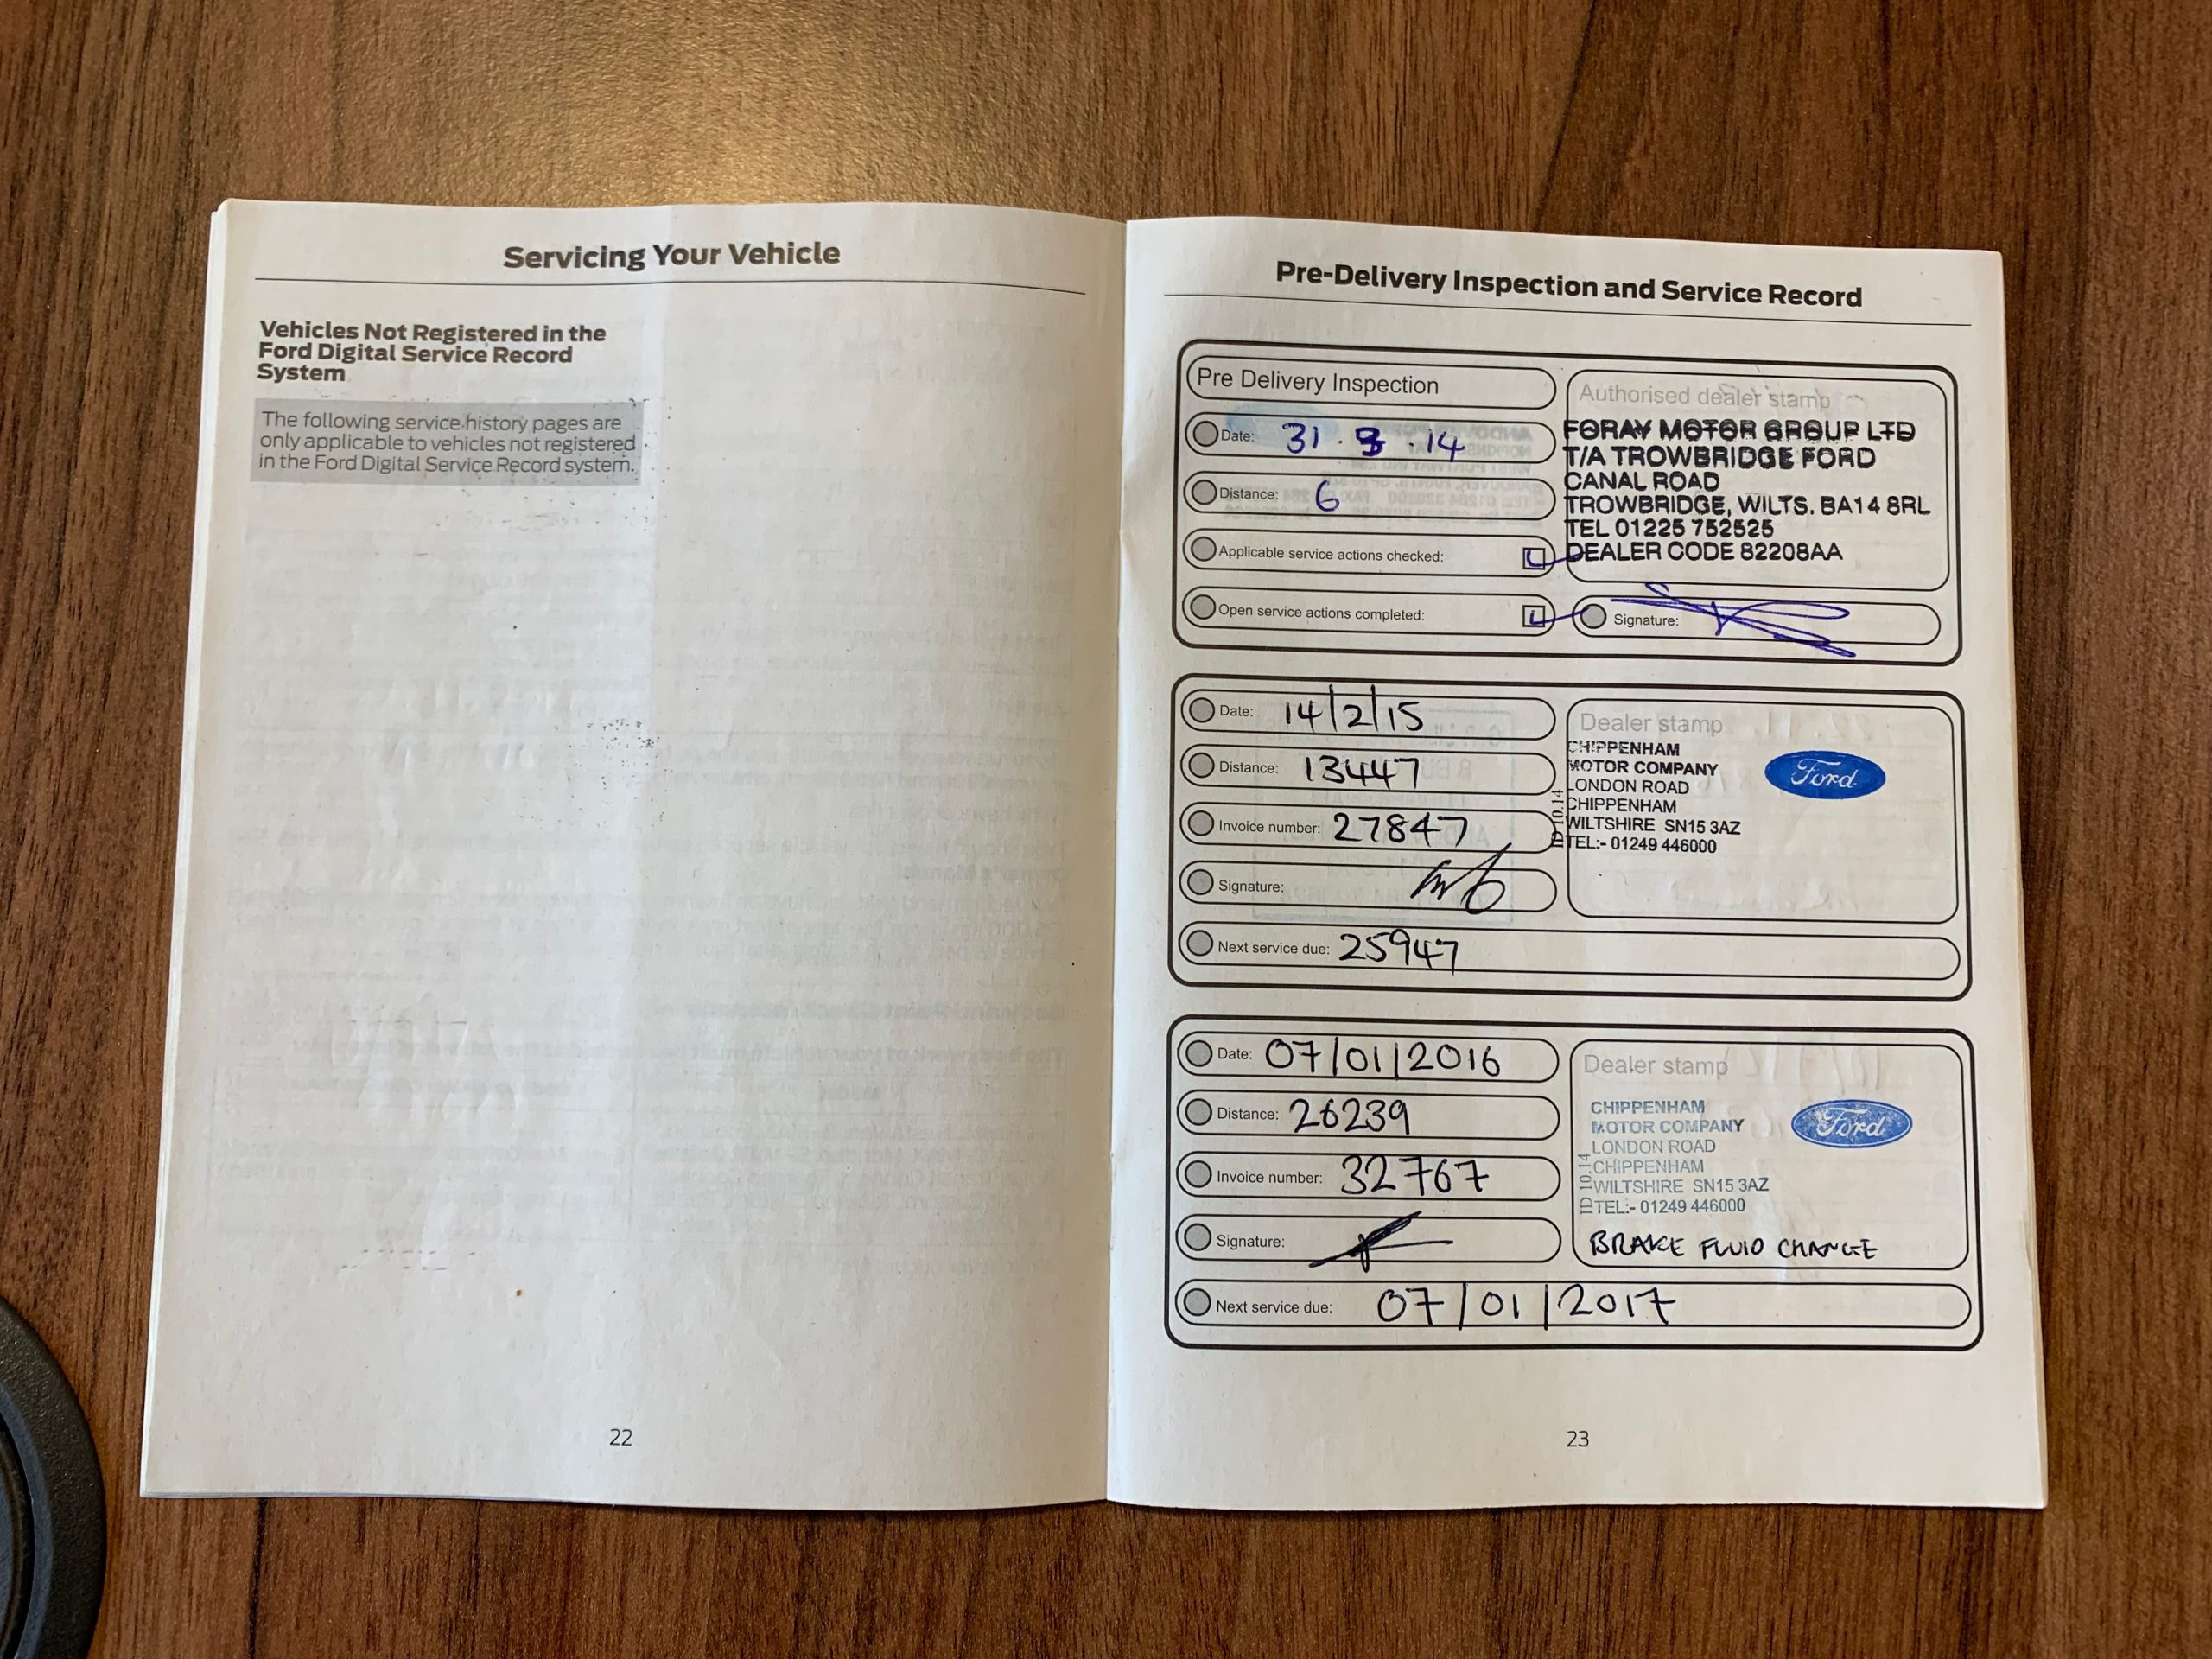 Servicing Your Vehicle
Vehicles Not Registered in the
Ford Digital Service Record
System
The following service history pages are
only applicable to vehicles not registered
in the Ford Digital Service Record system.
22
Pre-Delivery Inspection and Service Record
Pre Delivery Inspection
Date: 31 . 3 . 14
Distance: 6
Applicable service actions checked:
Open service actions completed:
Authorised dealer stamp
FORAY MOTOR GROUP LTD
T/A TROWBRIDGE FORD
CANAL ROAD
TROWBRIDGE, WILTS. BA14 8RL
TEL 01225 752525
DEALER CODE 82208AA
Signature:
Date: 14/2/15
Distance: 13447
Invoice number: 27847
Signature:
Next service due: 25947
Dealer stamp
CHIPPENHAM
MOTOR COMPANY
LONDON ROAD
CHIPPENHAM
WILTSHIRE SN15 3AZ
TEL:- 01249 446000
ID 10.14
Ford
Date: 07/01/2016
Distance: 26239
Invoice number: 32767
Signature:
Next service due: 07/01/2017
Dealer stamp
CHIPPENHAM
MOTOR COMPANY
LONDON ROAD
CHIPPENHAM
WILTSHIRE SN15 3AZ
TEL:- 01249 446000
ID 10.14
Ford
BRAKE FLUID CHANGE
23